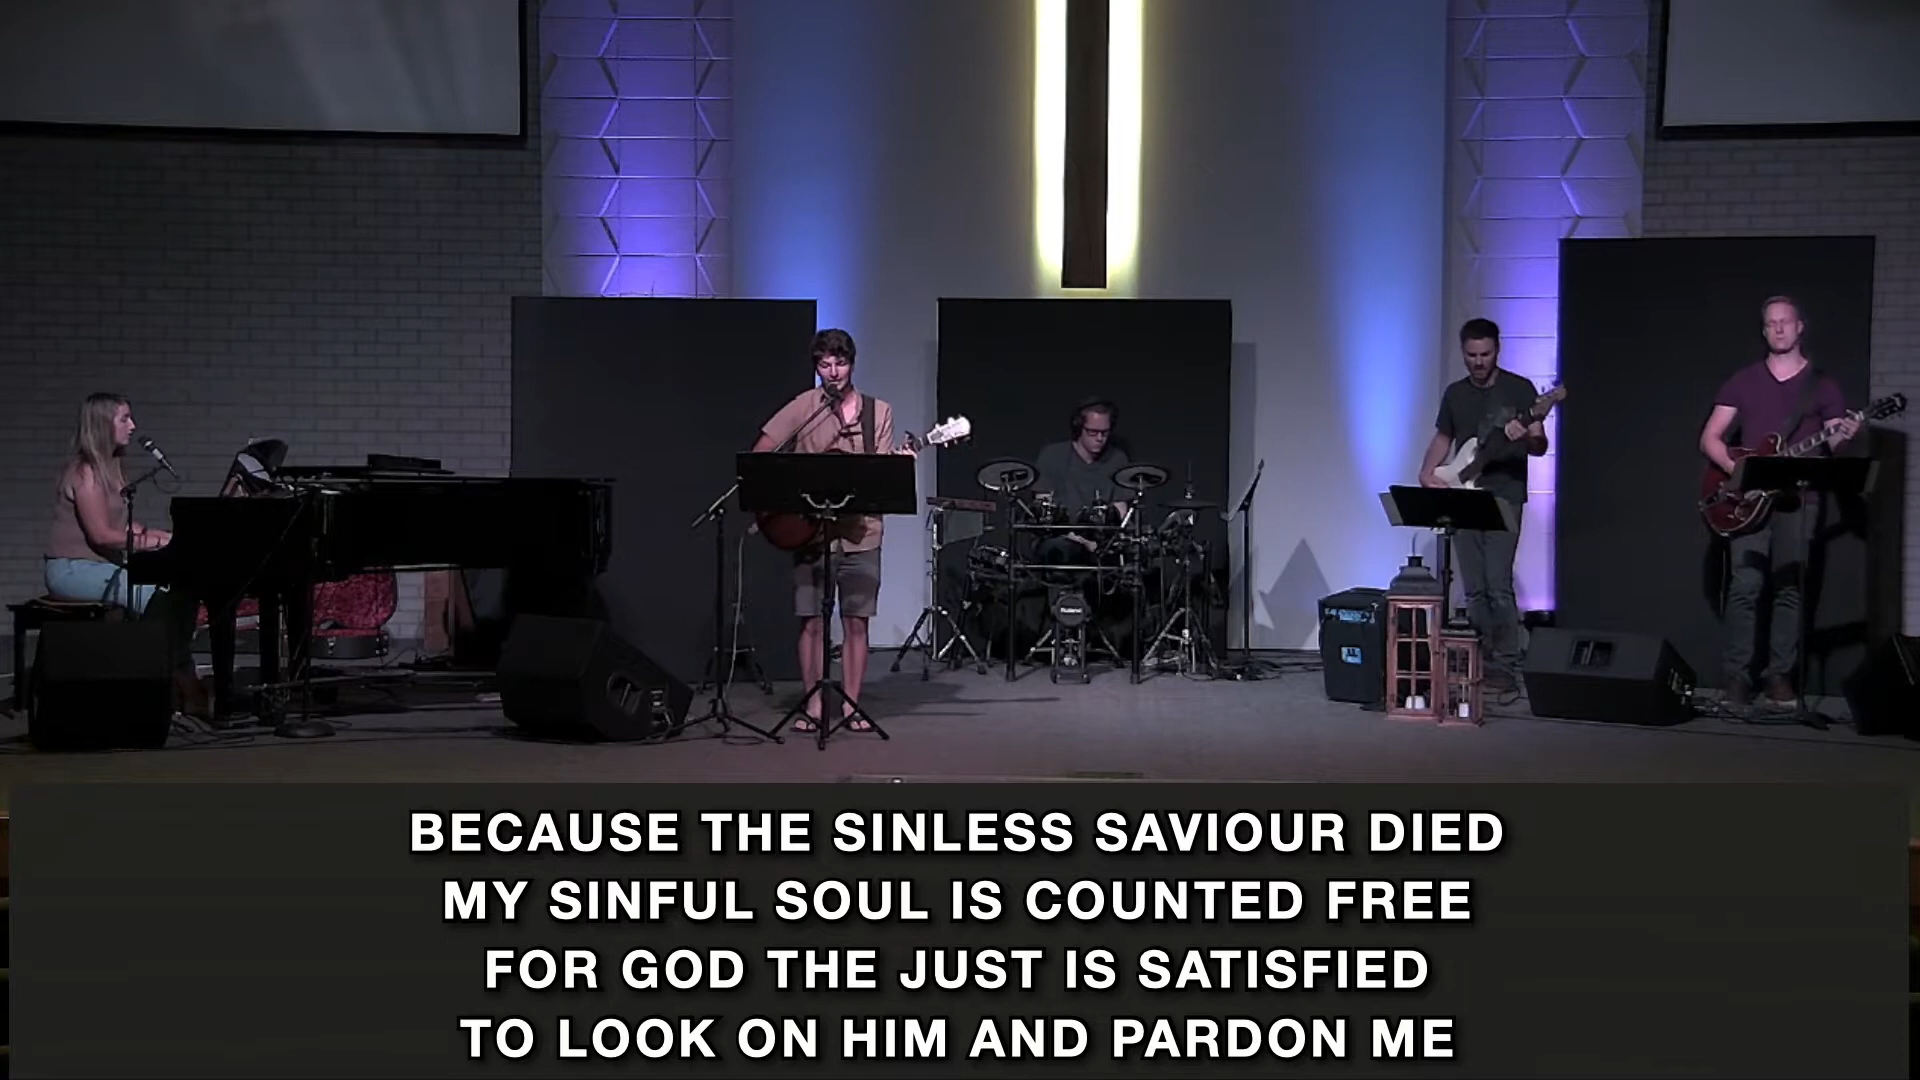 BECAUSE THE SINLESS SAVIOUR DIED
MY SINFUL SOUL IS COUNTED FREE
FOR GOD THE JUST IS SATISFIED
TO LOOK ON HIM AND PARDON ME